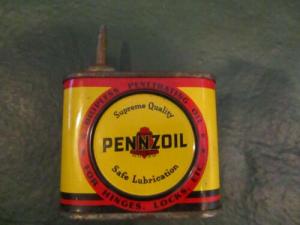 PENETRATING OIL
Supreme Quality
PENNZOIL
Safe Lubrication
FOR HINGES, LOCKS, ETC